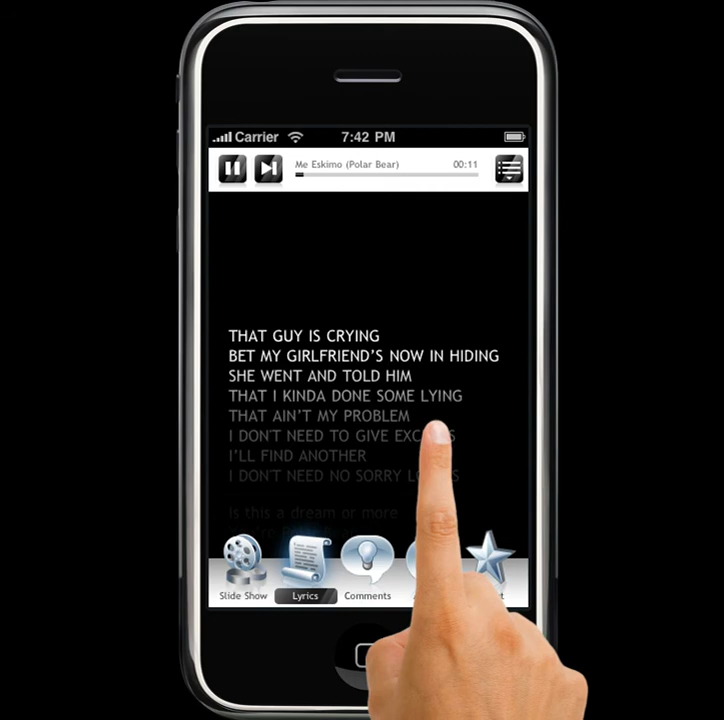 Carrier 7:42 PM
Me Eskimo (Polar Bear) 00:11
THAT GUY IS CRYING
BET MY GIRLFRIEND'S NOW IN HIDING
SHE WENT AND TOLD HIM
THAT I KINDA DONE SOME LYING
THAT AIN'T MY PROBLEM
I DON'T NEED TO GIVE
I'LL FIND ANOTHER
I DON'T NEED NO SORRY
Is this a dream or more
Slide Show Lyrics Comments